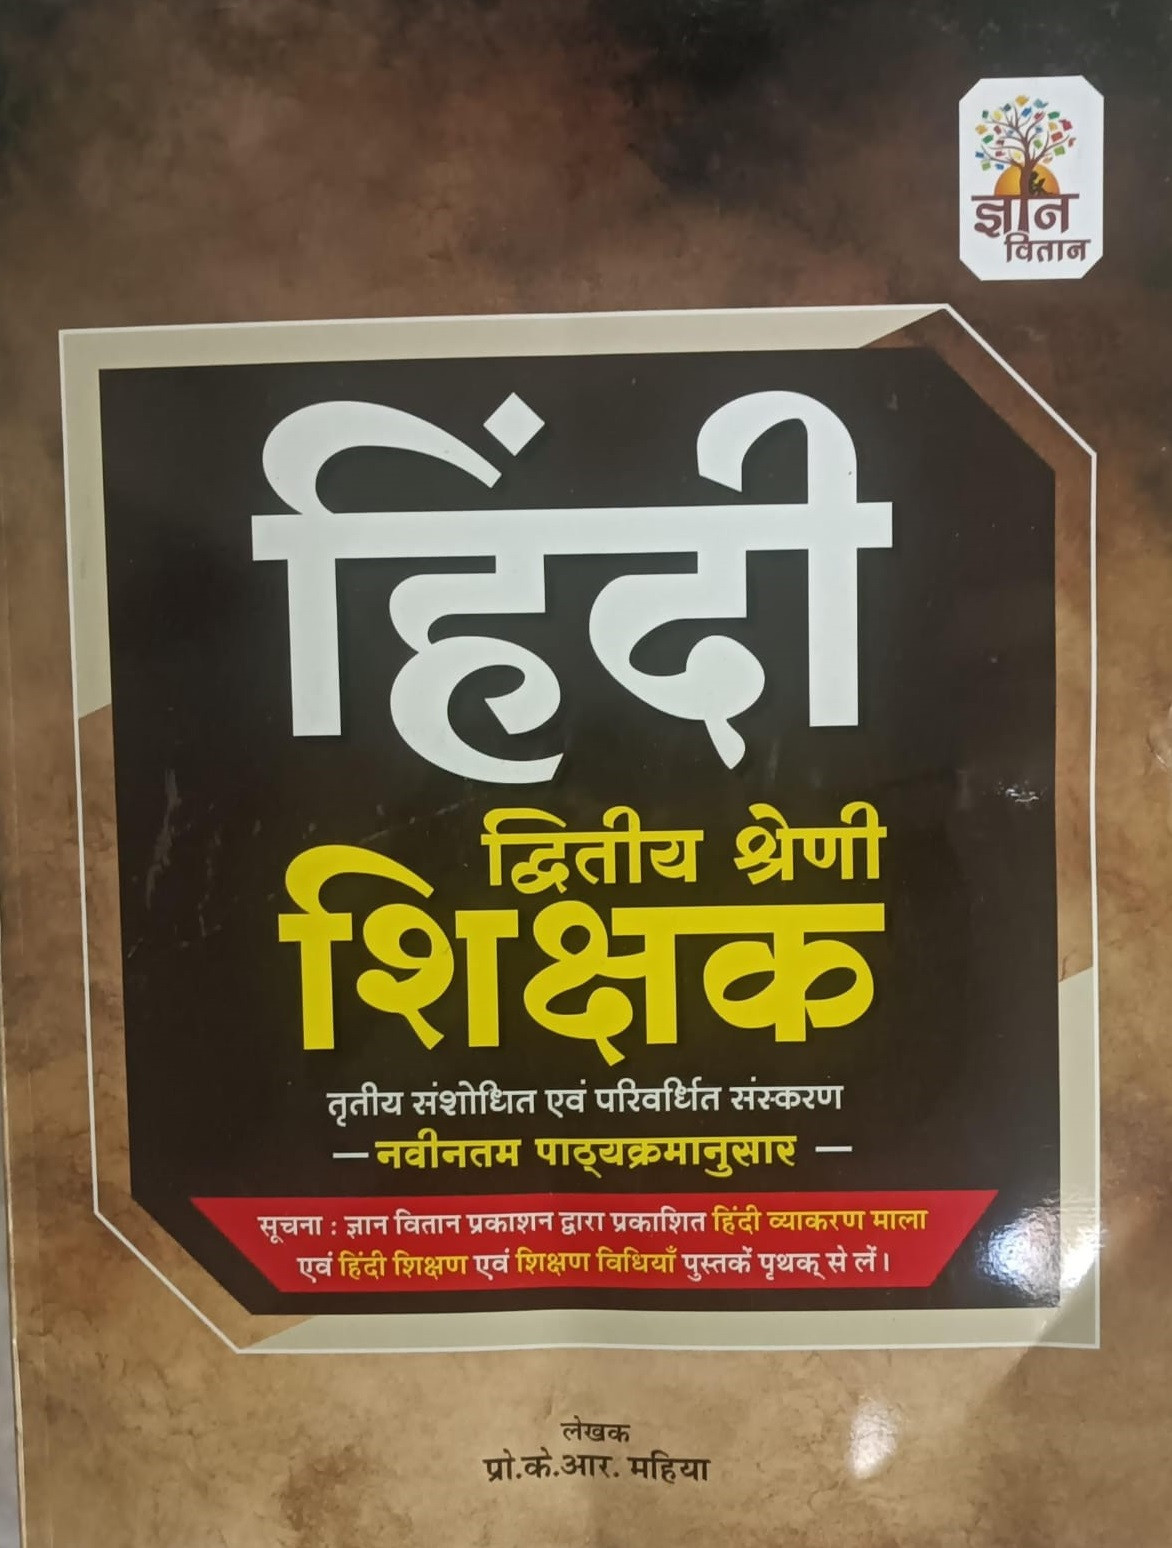 ज्ञान
वितान
हिंदी
द्वितीय श्रेणी
शिक्षक
तृतीय संशोधित एवं परिवर्धित संस्करण
— नवीनतम पाठ्यक्रमानुसार —
सूचना : ज्ञान वितान प्रकाशन द्वारा प्रकाशित हिंदी व्याकरण माला
एवं हिंदी शिक्षण एवं शिक्षण विधियाँ पुस्तकें पृथक् से लें।
लेखक
प्रो.के.आर. महिया